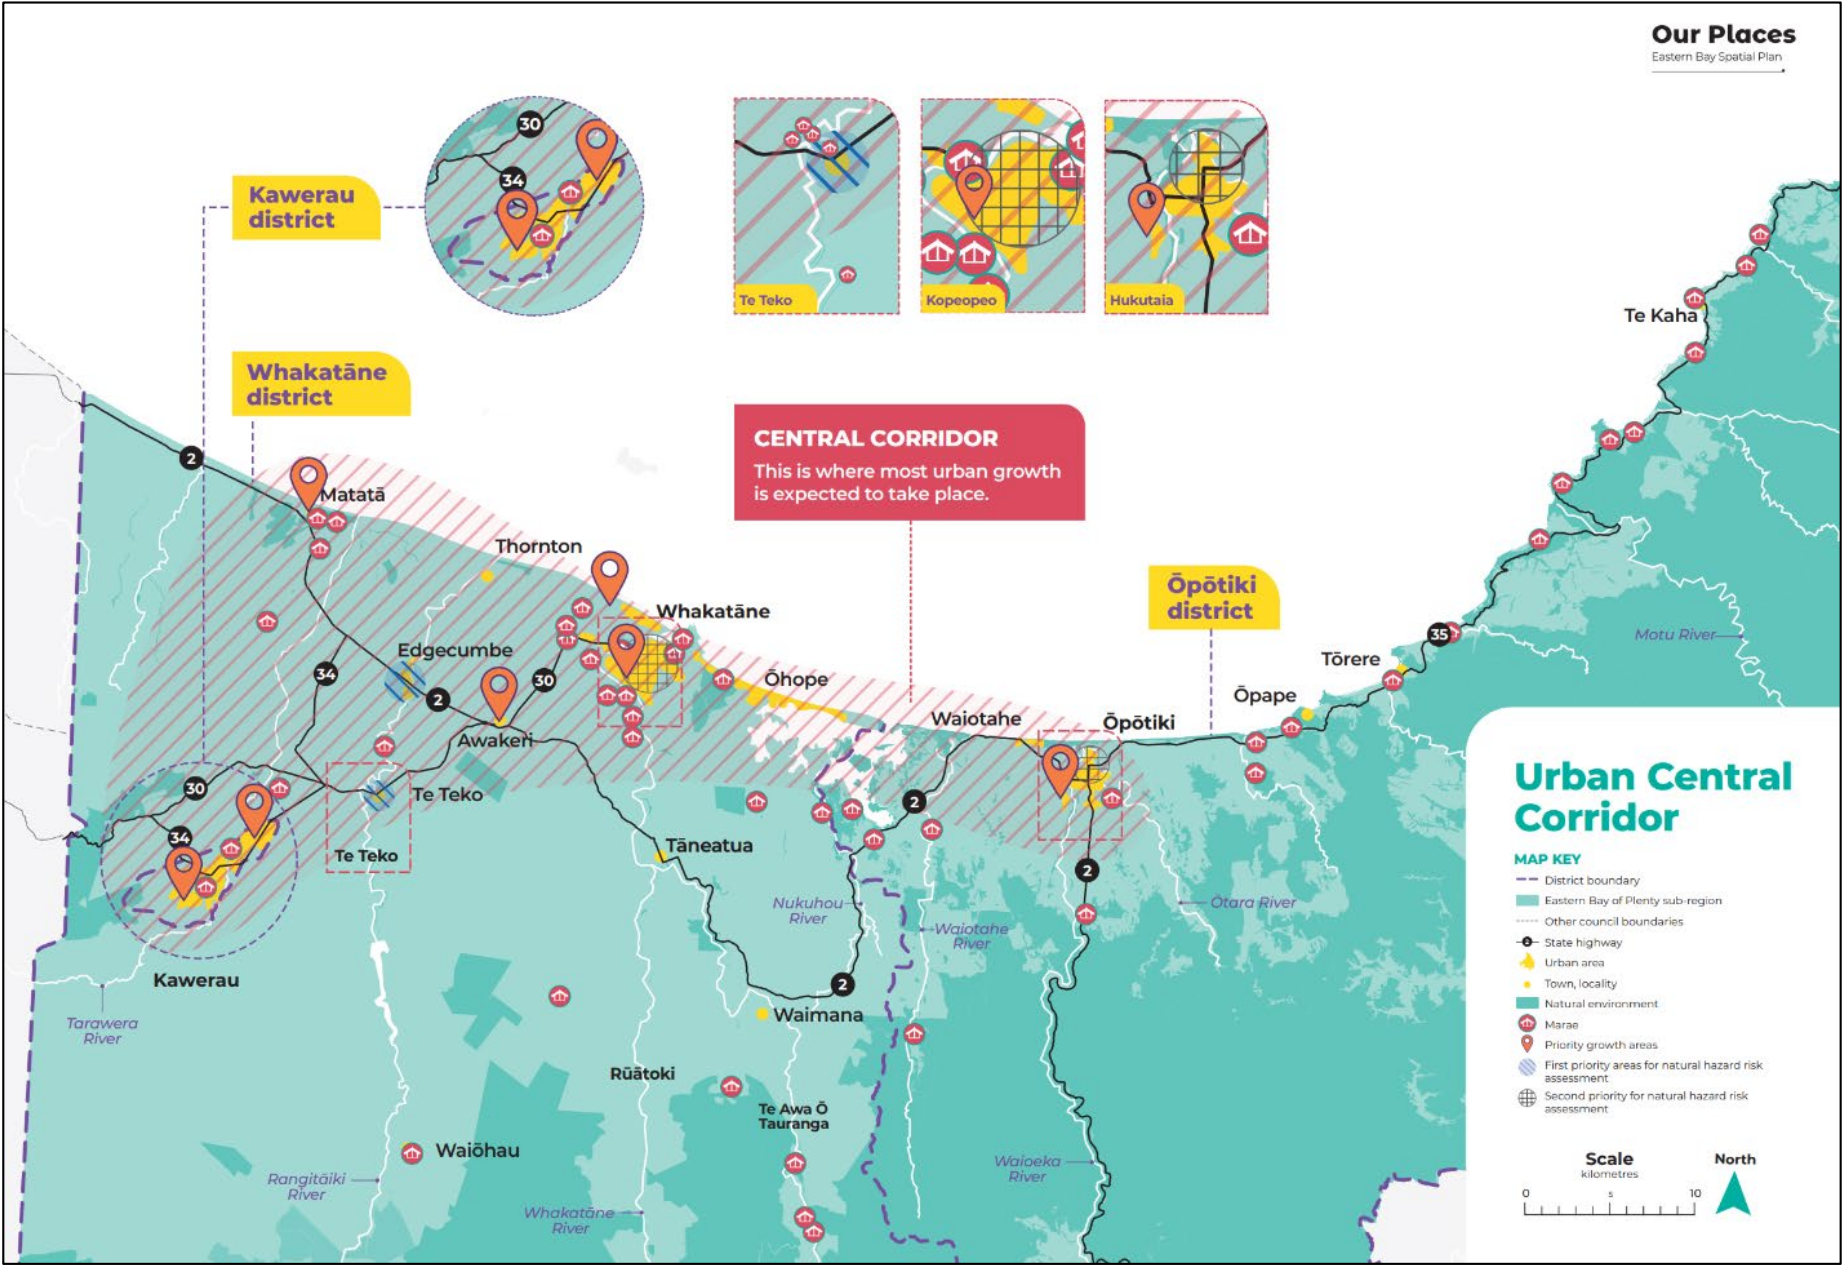 Our Places
Eastern Bay Spatial Plan
30
34
Kawerau
district
Te Teko
Kopeopeo
Hukutaia
Whakatāne
district
CENTRAL CORRIDOR
This is where most urban growth
is expected to take place.
Te Kaha
2
Matatā
Thornton
Whakatāne
Ōpōtiki
district
35
Motu River
Edgecumbe
34
2
30
Awakeri
Ōhope
Tōrere
Ōpape
Waiotahe
Ōpōtiki
30
34
Te Teko
Te Teko
2
Tāneatua
2
Kawerau
Nukuhou
River
Waiotahe
River
Ōtara River
Tarawera
River
2
Waimana
Rūātoki
Te Awa Ō
Tauranga
Waiōhau
Rangitāiki
River
Whakatāne
River
Waioeka
River
Urban Central
Corridor
MAP KEY
District boundary
Eastern Bay of Plenty sub-region
Other council boundaries
2 State highway
Urban area
Town, locality
Natural environment
Marae
Priority growth areas
First priority areas for natural hazard risk
assessment
Second priority for natural hazard risk
assessment
Scale
kilometres
0 5 10
North